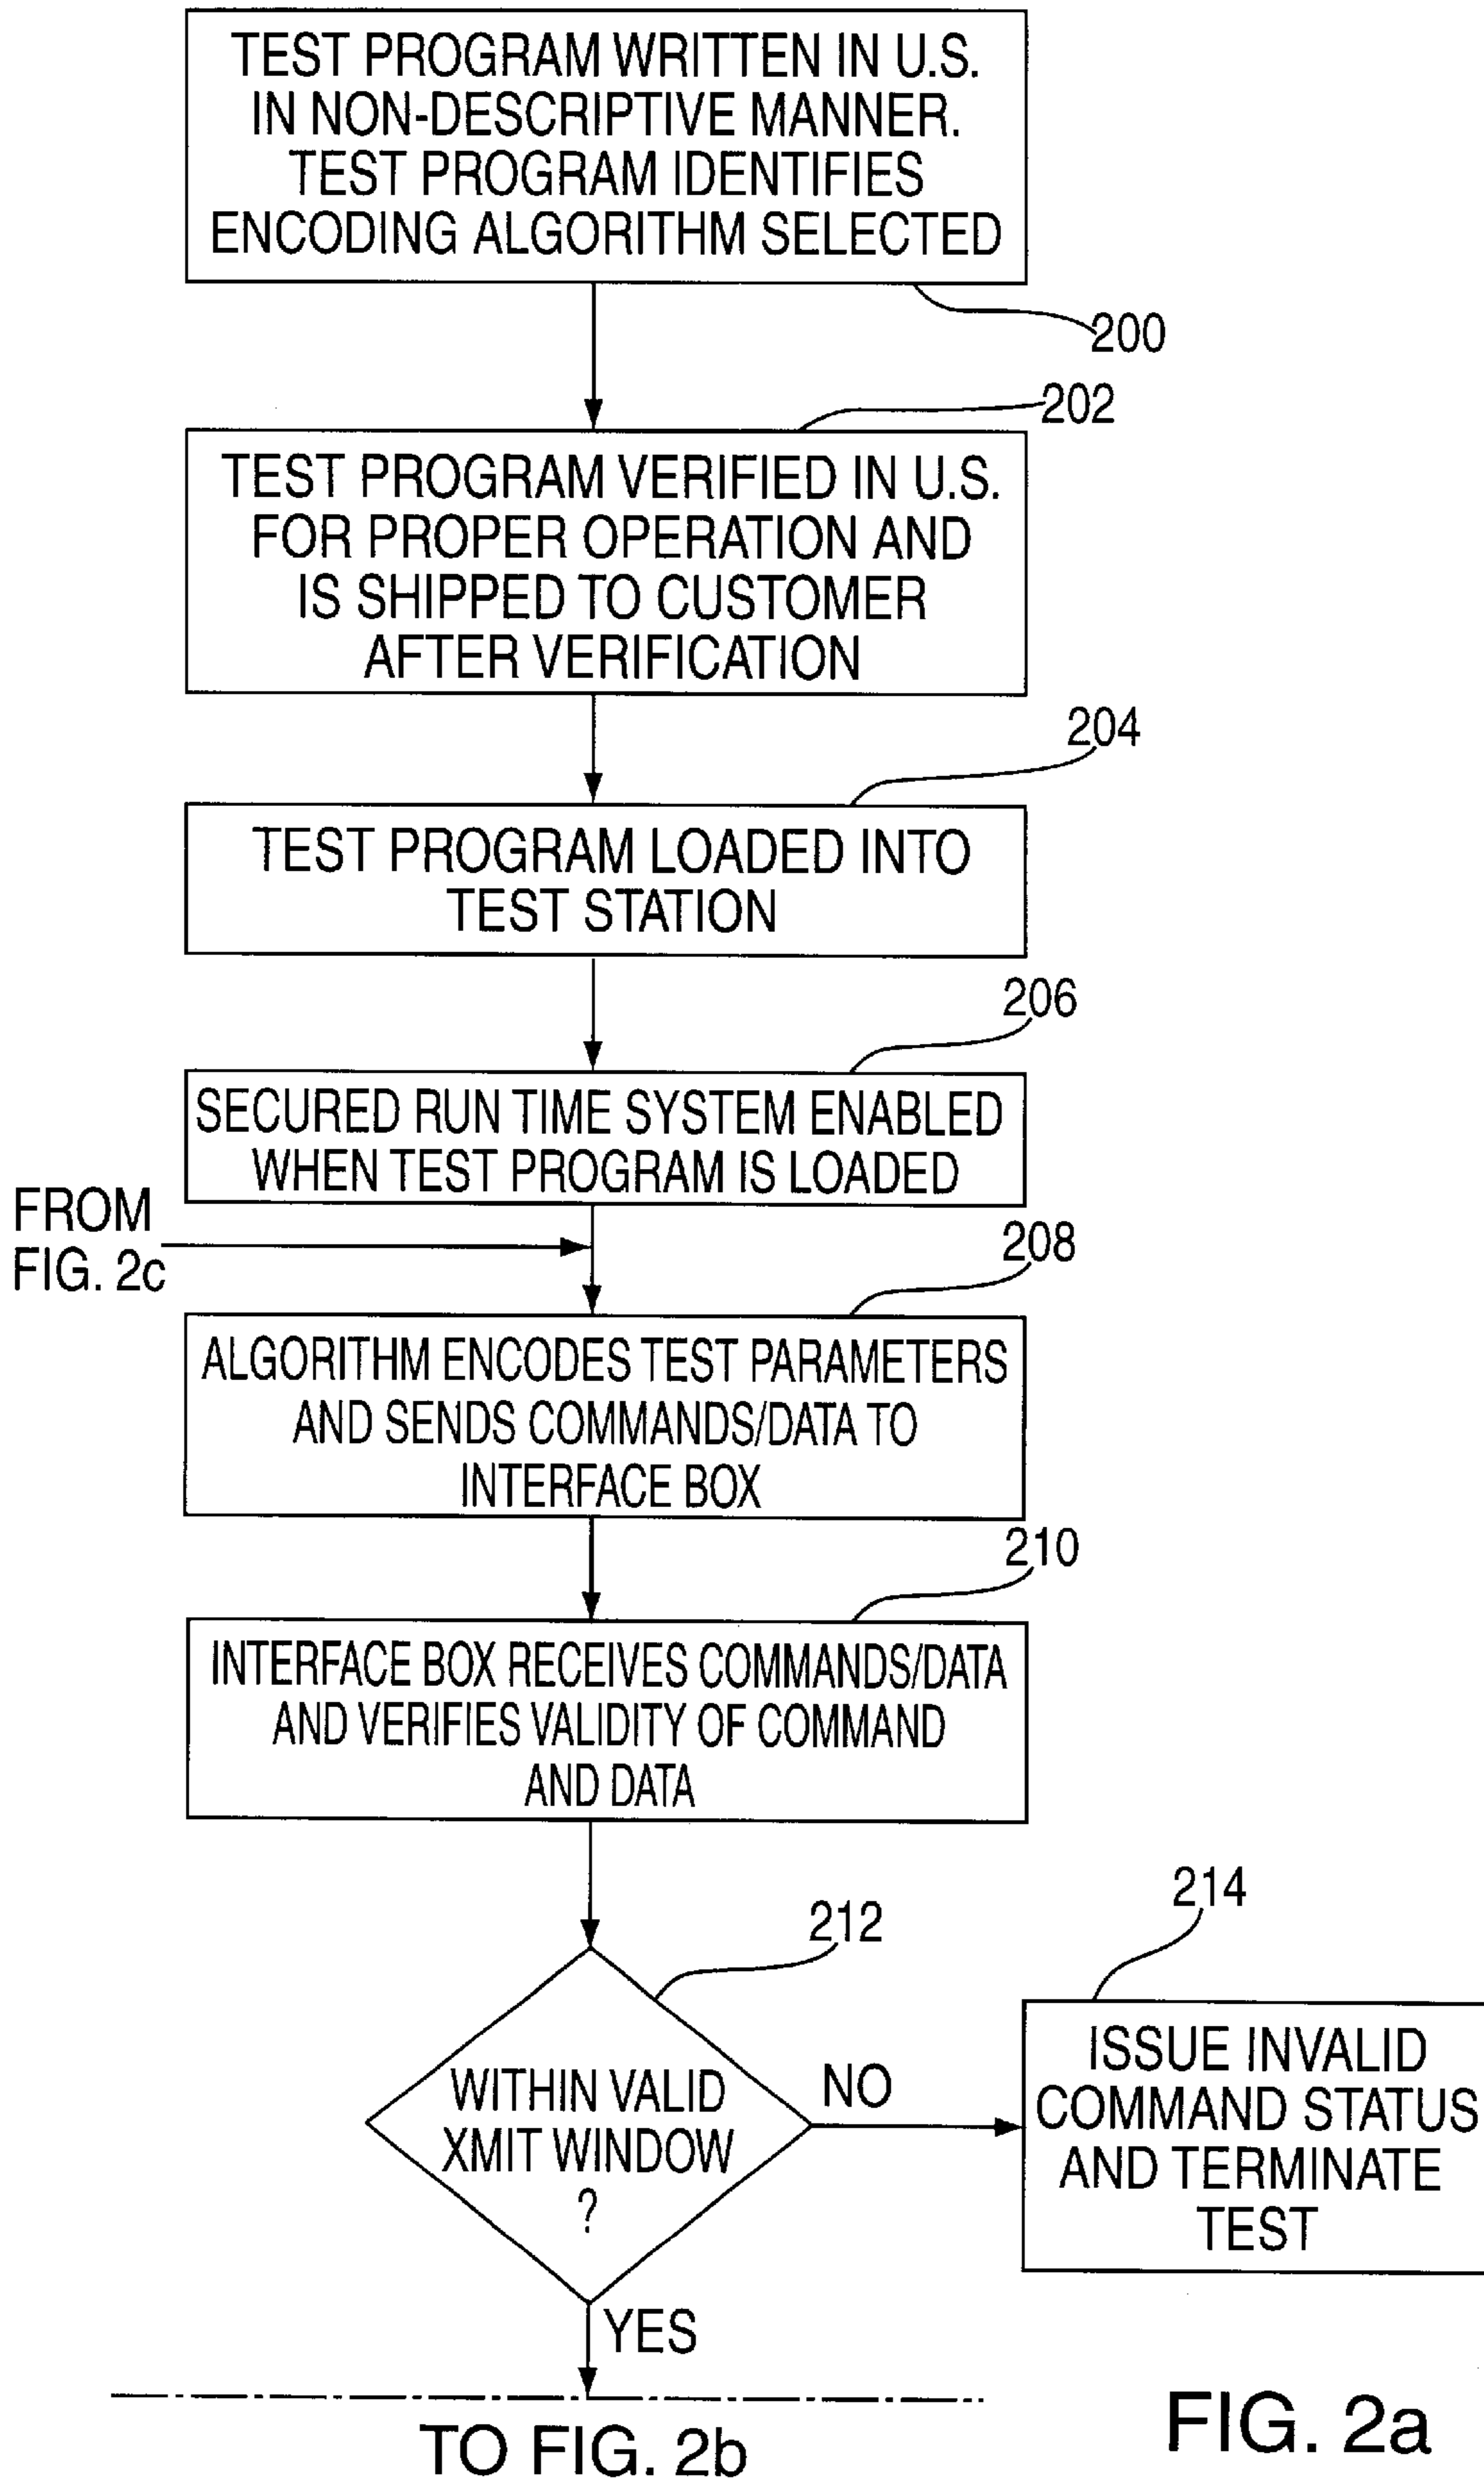 TEST PROGRAM WRITTEN IN U.S.
IN NON-DESCRIPTIVE MANNER.
TEST PROGRAM IDENTIFIES
ENCODING ALGORITHM SELECTED
200
202
TEST PROGRAM VERIFIED IN U.S.
FOR PROPER OPERATION AND
IS SHIPPED TO CUSTOMER
AFTER VERIFICATION
204
TEST PROGRAM LOADED INTO
TEST STATION
206
SECURED RUN TIME SYSTEM ENABLED
WHEN TEST PROGRAM IS LOADED
FROM
FIG. 2c
208
ALGORITHM ENCODES TEST PARAMETERS
AND SENDS COMMANDS/DATA TO
INTERFACE BOX
210
INTERFACE BOX RECEIVES COMMANDS/DATA
AND VERIFIES VALIDITY OF COMMAND
AND DATA
212
WITHIN VALID
XMIT WINDOW
?
NO
214
ISSUE INVALID
COMMAND STATUS
AND TERMINATE
TEST
YES
TO FIG. 2b
FIG. 2a